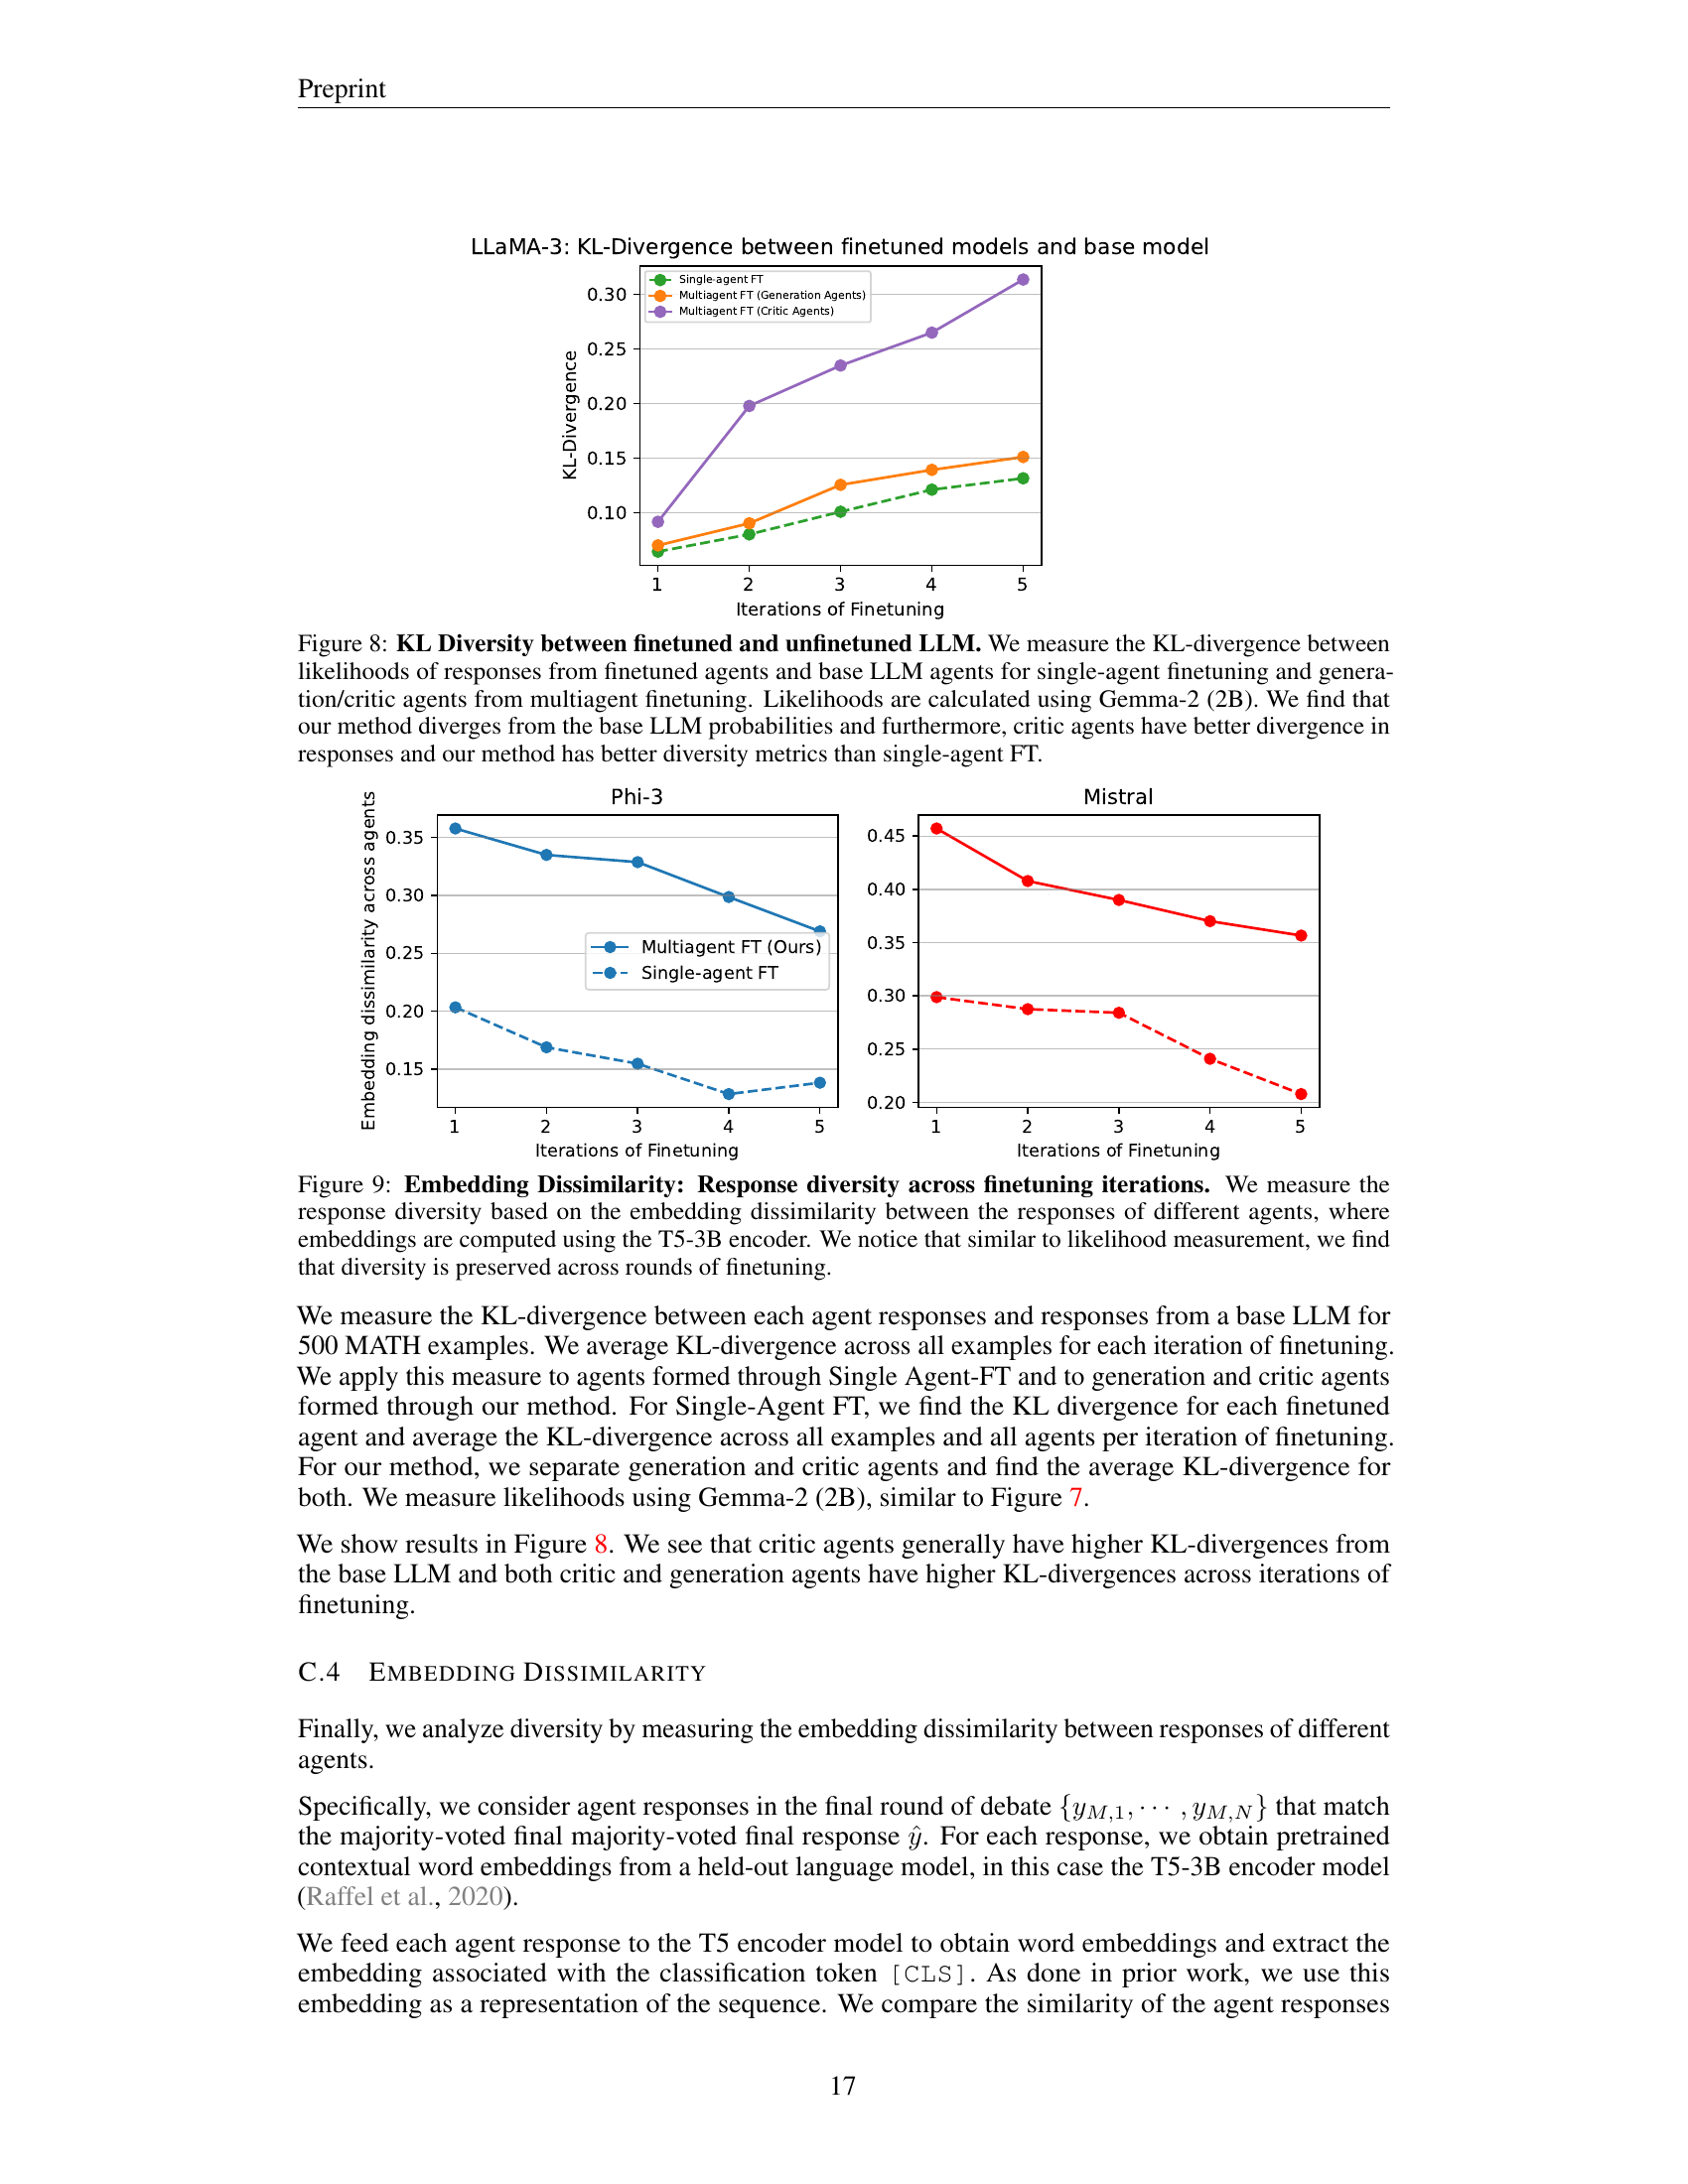 Preprint
LLaMA-3: KL-Divergence between finetuned models and base model
Single-agent FT
Multiagent FT (Generation Agents)
Multiagent FT (Critic Agents)
KL-Divergence
0.30
0.25
0.20
0.15
0.10
1 2 3 4 5
Iterations of Finetuning
Figure 8: KL Diversity between finetuned and unfinetuned LLM. We measure the KL-divergence between
likelihoods of responses from finetuned agents and base LLM agents for single-agent finetuning and genera-
tion/critic agents from multiagent finetuning. Likelihoods are calculated using Gemma-2 (2B). We find that
our method diverges from the base LLM probabilities and furthermore, critic agents have better divergence in
responses and our method has better diversity metrics than single-agent FT.
Phi-3
Embedding dissimilarity across agents
0.35
0.30
0.25
0.20
0.15
Multiagent FT (Ours)
Single-agent FT
1 2 3 4 5
Iterations of Finetuning
Mistral
0.45
0.40
0.35
0.30
0.25
0.20
1 2 3 4 5
Iterations of Finetuning
Figure 9: Embedding Dissimilarity: Response diversity across finetuning iterations. We measure the
response diversity based on the embedding dissimilarity between the responses of different agents, where
embeddings are computed using the T5-3B encoder. We notice that similar to likelihood measurement, we find
that diversity is preserved across rounds of finetuning.
We measure the KL-divergence between each agent responses and responses from a base LLM for
500 MATH examples. We average KL-divergence across all examples for each iteration of finetuning.
We apply this measure to agents formed through Single Agent-FT and to generation and critic agents
formed through our method. For Single-Agent FT, we find the KL divergence for each finetuned
agent and average the KL-divergence across all examples and all agents per iteration of finetuning.
For our method, we separate generation and critic agents and find the average KL-divergence for
both. We measure likelihoods using Gemma-2 (2B), similar to Figure 7.
We show results in Figure 8. We see that critic agents generally have higher KL-divergences from
the base LLM and both critic and generation agents have higher KL-divergences across iterations of
finetuning.
C.4 EMBEDDING DISSIMILARITY
Finally, we analyze diversity by measuring the embedding dissimilarity between responses of different
agents.
Specifically, we consider agent responses in the final round of debate {y_{M,1}, ⋯ , y_{M,N}} that match
the majority-voted final majority-voted final response ŷ. For each response, we obtain pretrained
contextual word embeddings from a held-out language model, in this case the T5-3B encoder model
(Raffel et al., 2020).
We feed each agent response to the T5 encoder model to obtain word embeddings and extract the
embedding associated with the classification token [CLS]. As done in prior work, we use this
embedding as a representation of the sequence. We compare the similarity of the agent responses
17